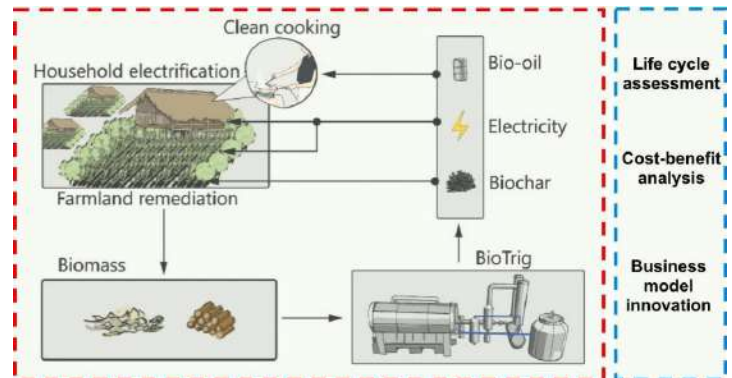 Clean cooking
Household electrification
Farmland remediation
Biomass
BioTrig
Bio-oil
Electricity
Biochar
Life cycle
assessment
Cost-benefit
analysis
Business
model
innovation